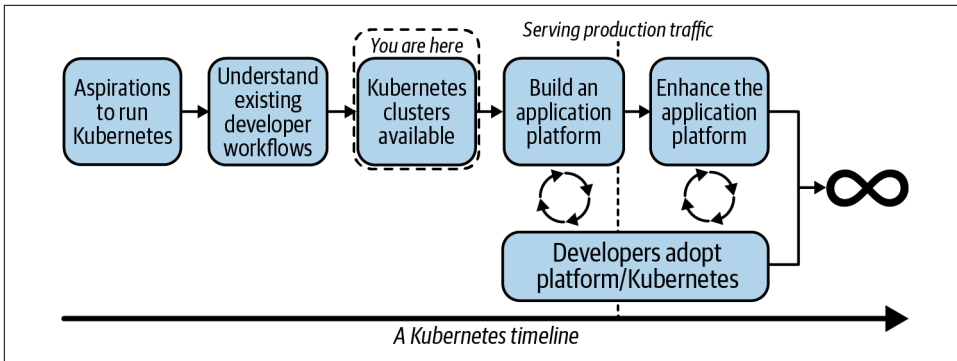 Serving production traffic
You are here
Aspirations
to run
Kubernetes
Understand
existing
developer
workflows
Kubernetes
clusters
available
Build an
application
platform
Enhance the
application
platform
Developers adopt
platform/Kubernetes
A Kubernetes timeline